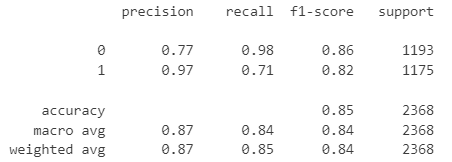 precision recall f1-score support
0 0.77 0.98 0.86 1193
1 0.97 0.71 0.82 1175
accuracy 0.85 2368
macro avg 0.87 0.84 0.84 2368
weighted avg 0.87 0.85 0.84 2368